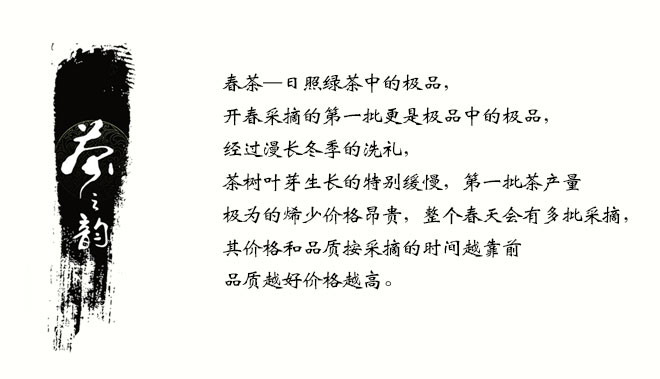 茶之韵
春茶—日照绿茶中的极品，
开春采摘的第一批更是极品中的极品，
经过漫长冬季的洗礼，
茶树叶芽生长的特别缓慢，第一批茶产量
极为的烯少价格昂贵，整个春天会有多批采摘，
其价格和品质按采摘的时间越靠前
品质越好价格越高。